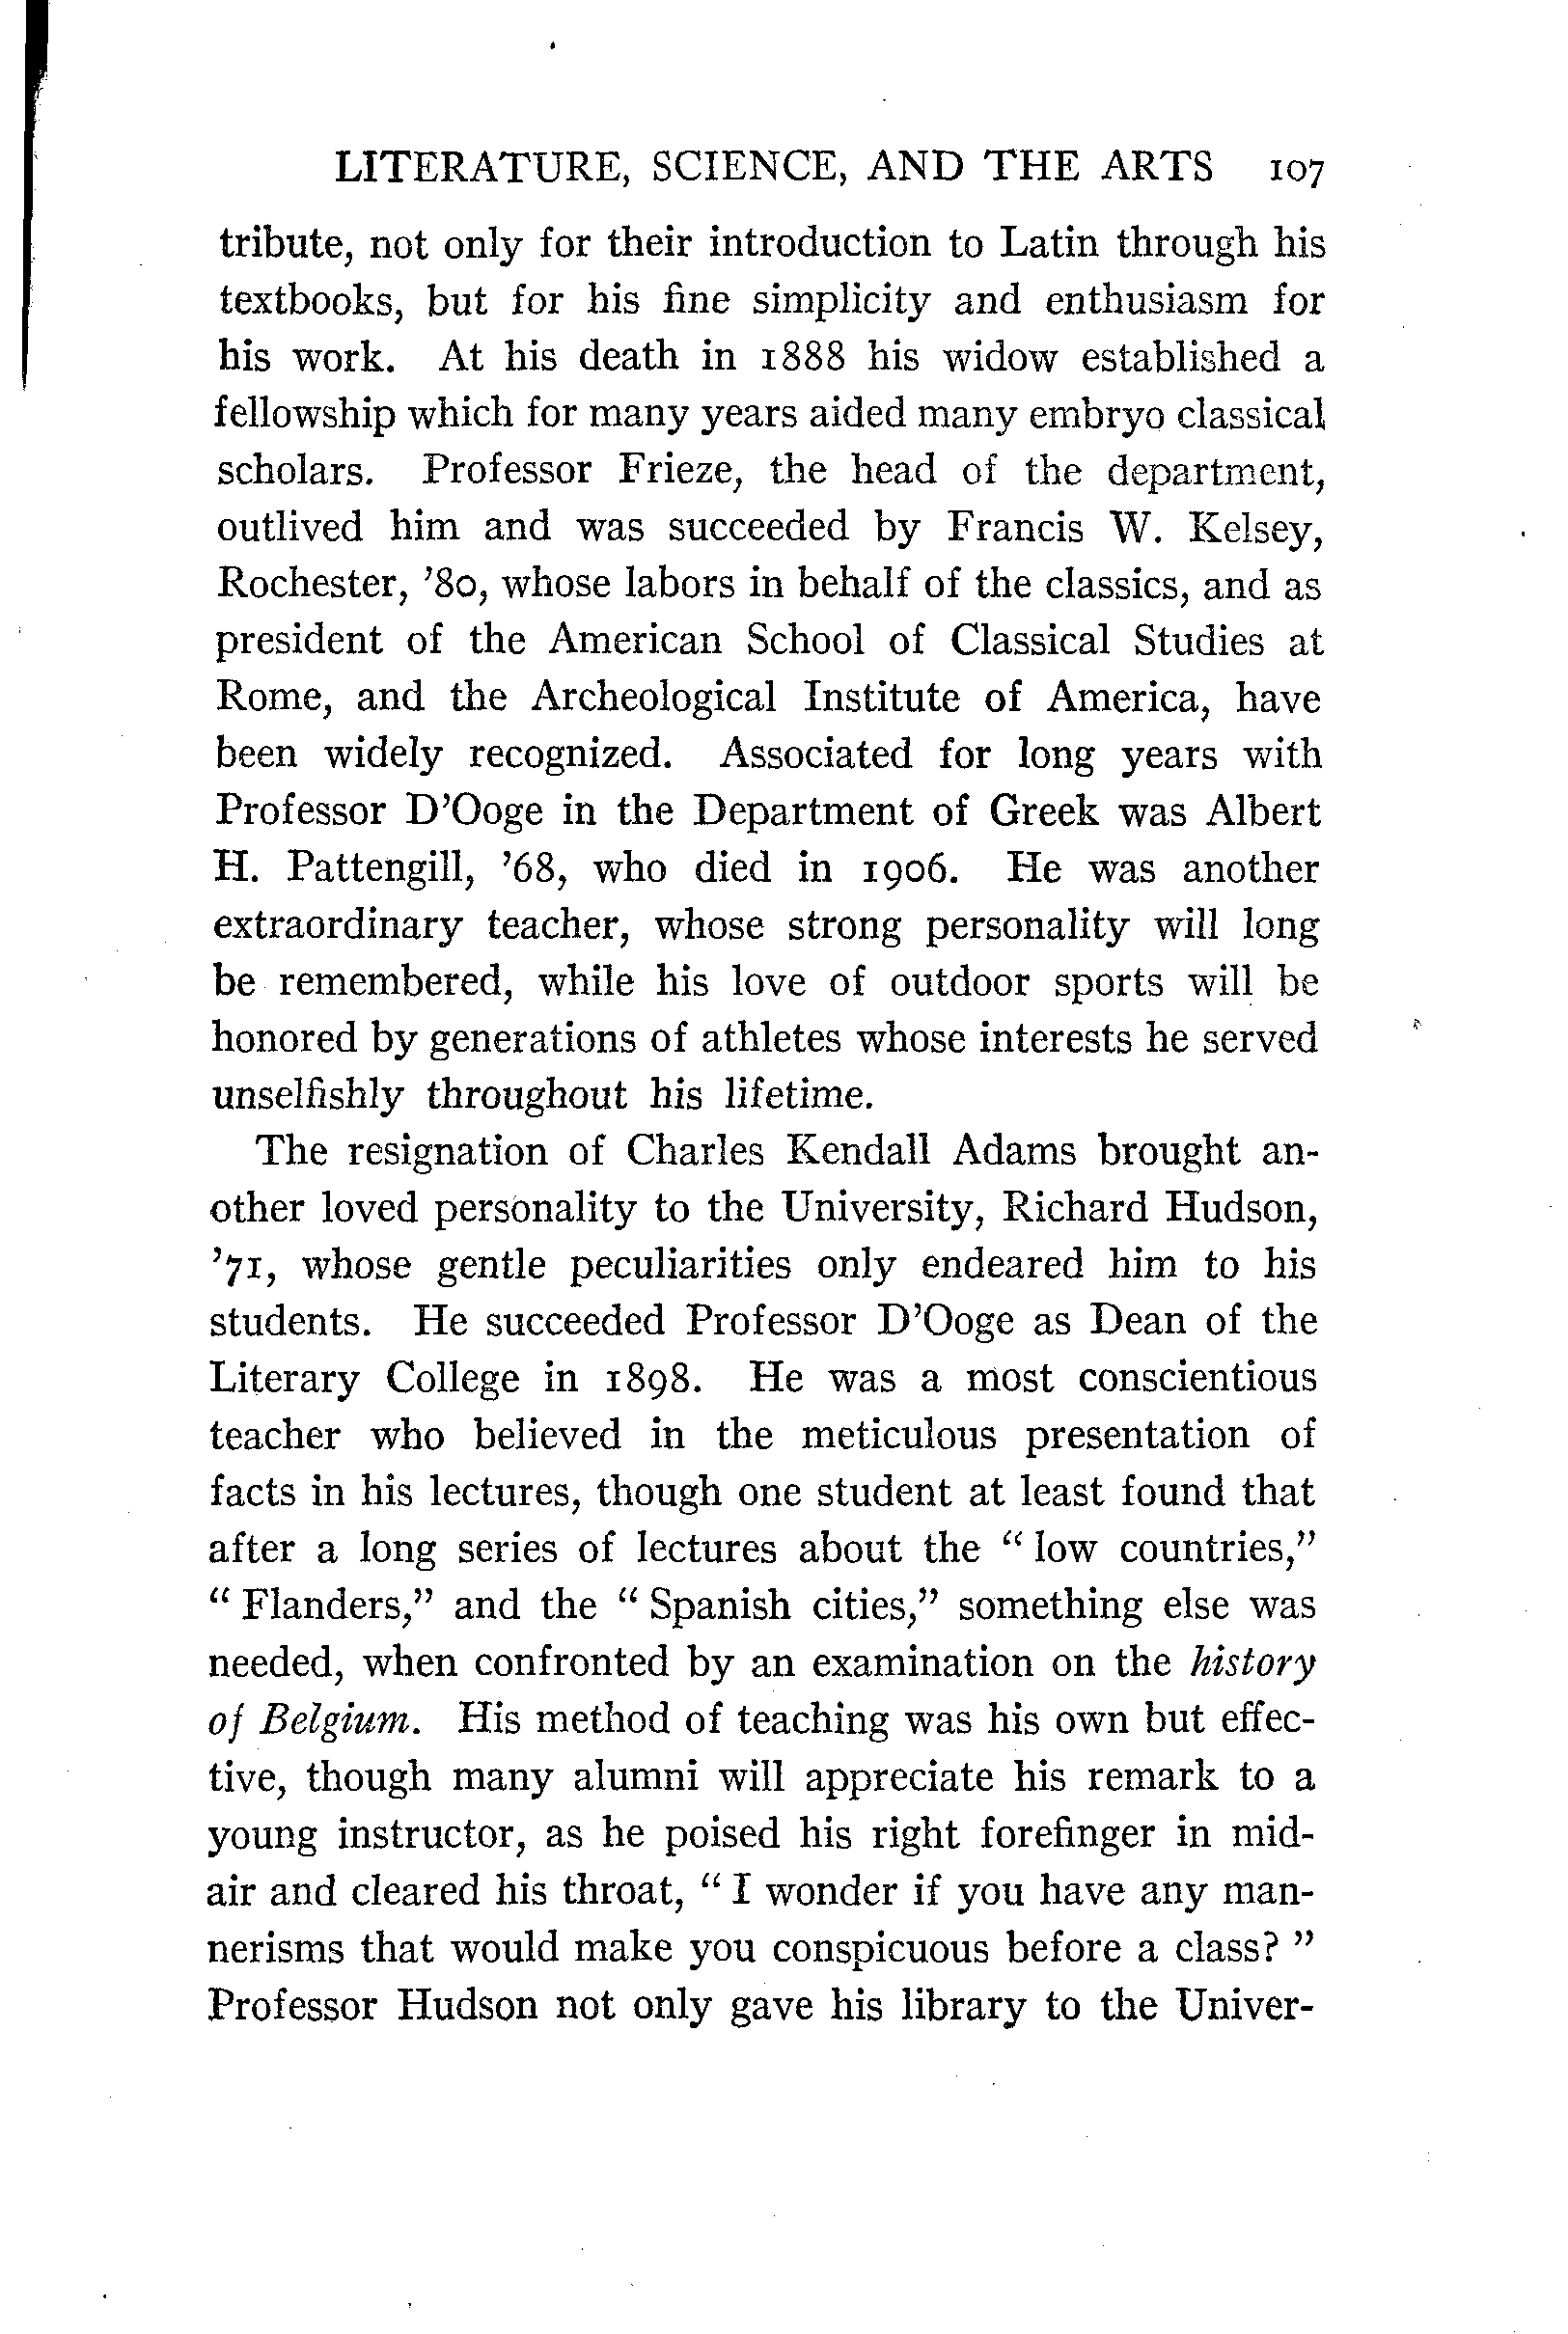 LITERATURE, SCIENCE, AND THE ARTS 107
tribute, not only for their introduction to Latin through his
textbooks, but for his fine simplicity and enthusiasm for
his work. At his death in 1888 his widow established a
fellowship which for many years aided many embryo classical
scholars. Professor Frieze, the head of the department,
outlived him and was succeeded by Francis W. Kelsey,
Rochester, ’80, whose labors in behalf of the classics, and as
president of the American School of Classical Studies at
Rome, and the Archeological Institute of America, have
been widely recognized. Associated for long years with
Professor D’Ooge in the Department of Greek was Albert
H. Pattengill, ’68, who died in 1906. He was another
extraordinary teacher, whose strong personality will long
be remembered, while his love of outdoor sports will be
honored by generations of athletes whose interests he served
unselfishly throughout his lifetime.
The resignation of Charles Kendall Adams brought an-
other loved personality to the University, Richard Hudson,
’71, whose gentle peculiarities only endeared him to his
students. He succeeded Professor D’Ooge as Dean of the
Literary College in 1898. He was a most conscientious
teacher who believed in the meticulous presentation of
facts in his lectures, though one student at least found that
after a long series of lectures about the “ low countries,”
“ Flanders,” and the “ Spanish cities,” something else was
needed, when confronted by an examination on the history
of Belgium. His method of teaching was his own but effec-
tive, though many alumni will appreciate his remark to a
young instructor, as he poised his right forefinger in mid-
air and cleared his throat, “ I wonder if you have any man-
nerisms that would make you conspicuous before a class? ”
Professor Hudson not only gave his library to the Univer-